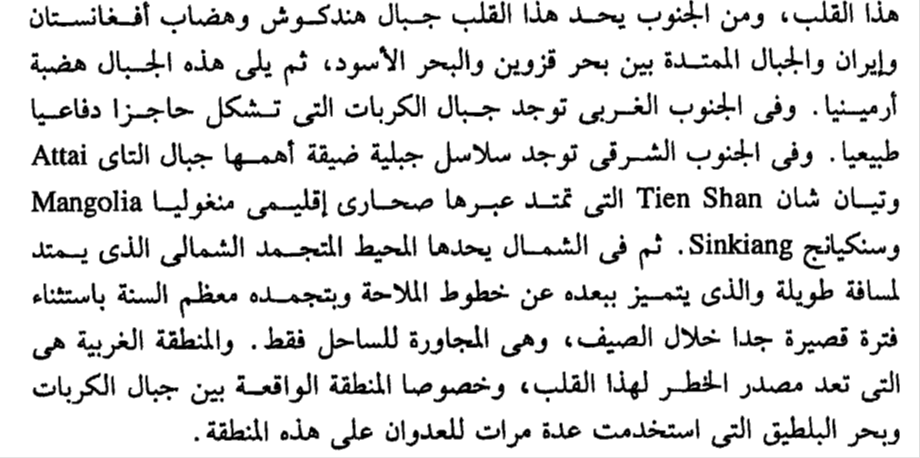 هذا القلب، ومن الجنوب يحد هذا القلب جبال هندكوش وهضاب أفغانستان
وإيران والجبال الممتدة بين بحر قزوين والبحر الأسود، ثم يلى هذه الجبال هضبة
أرمينيا. وفى الجنوب الغربى توجد جبال الكربات التى تشكل حاجزا دفاعيا
طبيعيا. وفى الجنوب الشرقى توجد سلاسل جبلية ضيقة أهمها جبال التاى Attai
وتيان شان Tien Shan التى تمتد عبرها صحارى إقليمى منغوليا Mangolia
وسنكيانج Sinkiang. ثم فى الشمال يحدها المحيط المتجمد الشمالى الذى يمتد
لمسافة طويلة والذى يتميز ببعده عن خطوط الملاحة وبتجمده معظم السنة باستثناء
فترة قصيرة جدا خلال الصيف، وهى المجاورة للساحل فقط. والمنطقة الغربية هى
التى تعد مصدر الخطر لهذا القلب، وخصوصا المنطقة الواقعة بين جبال الكربات
وبحر البلطيق التى استخدمت عدة مرات للعدوان على هذه المنطقة.